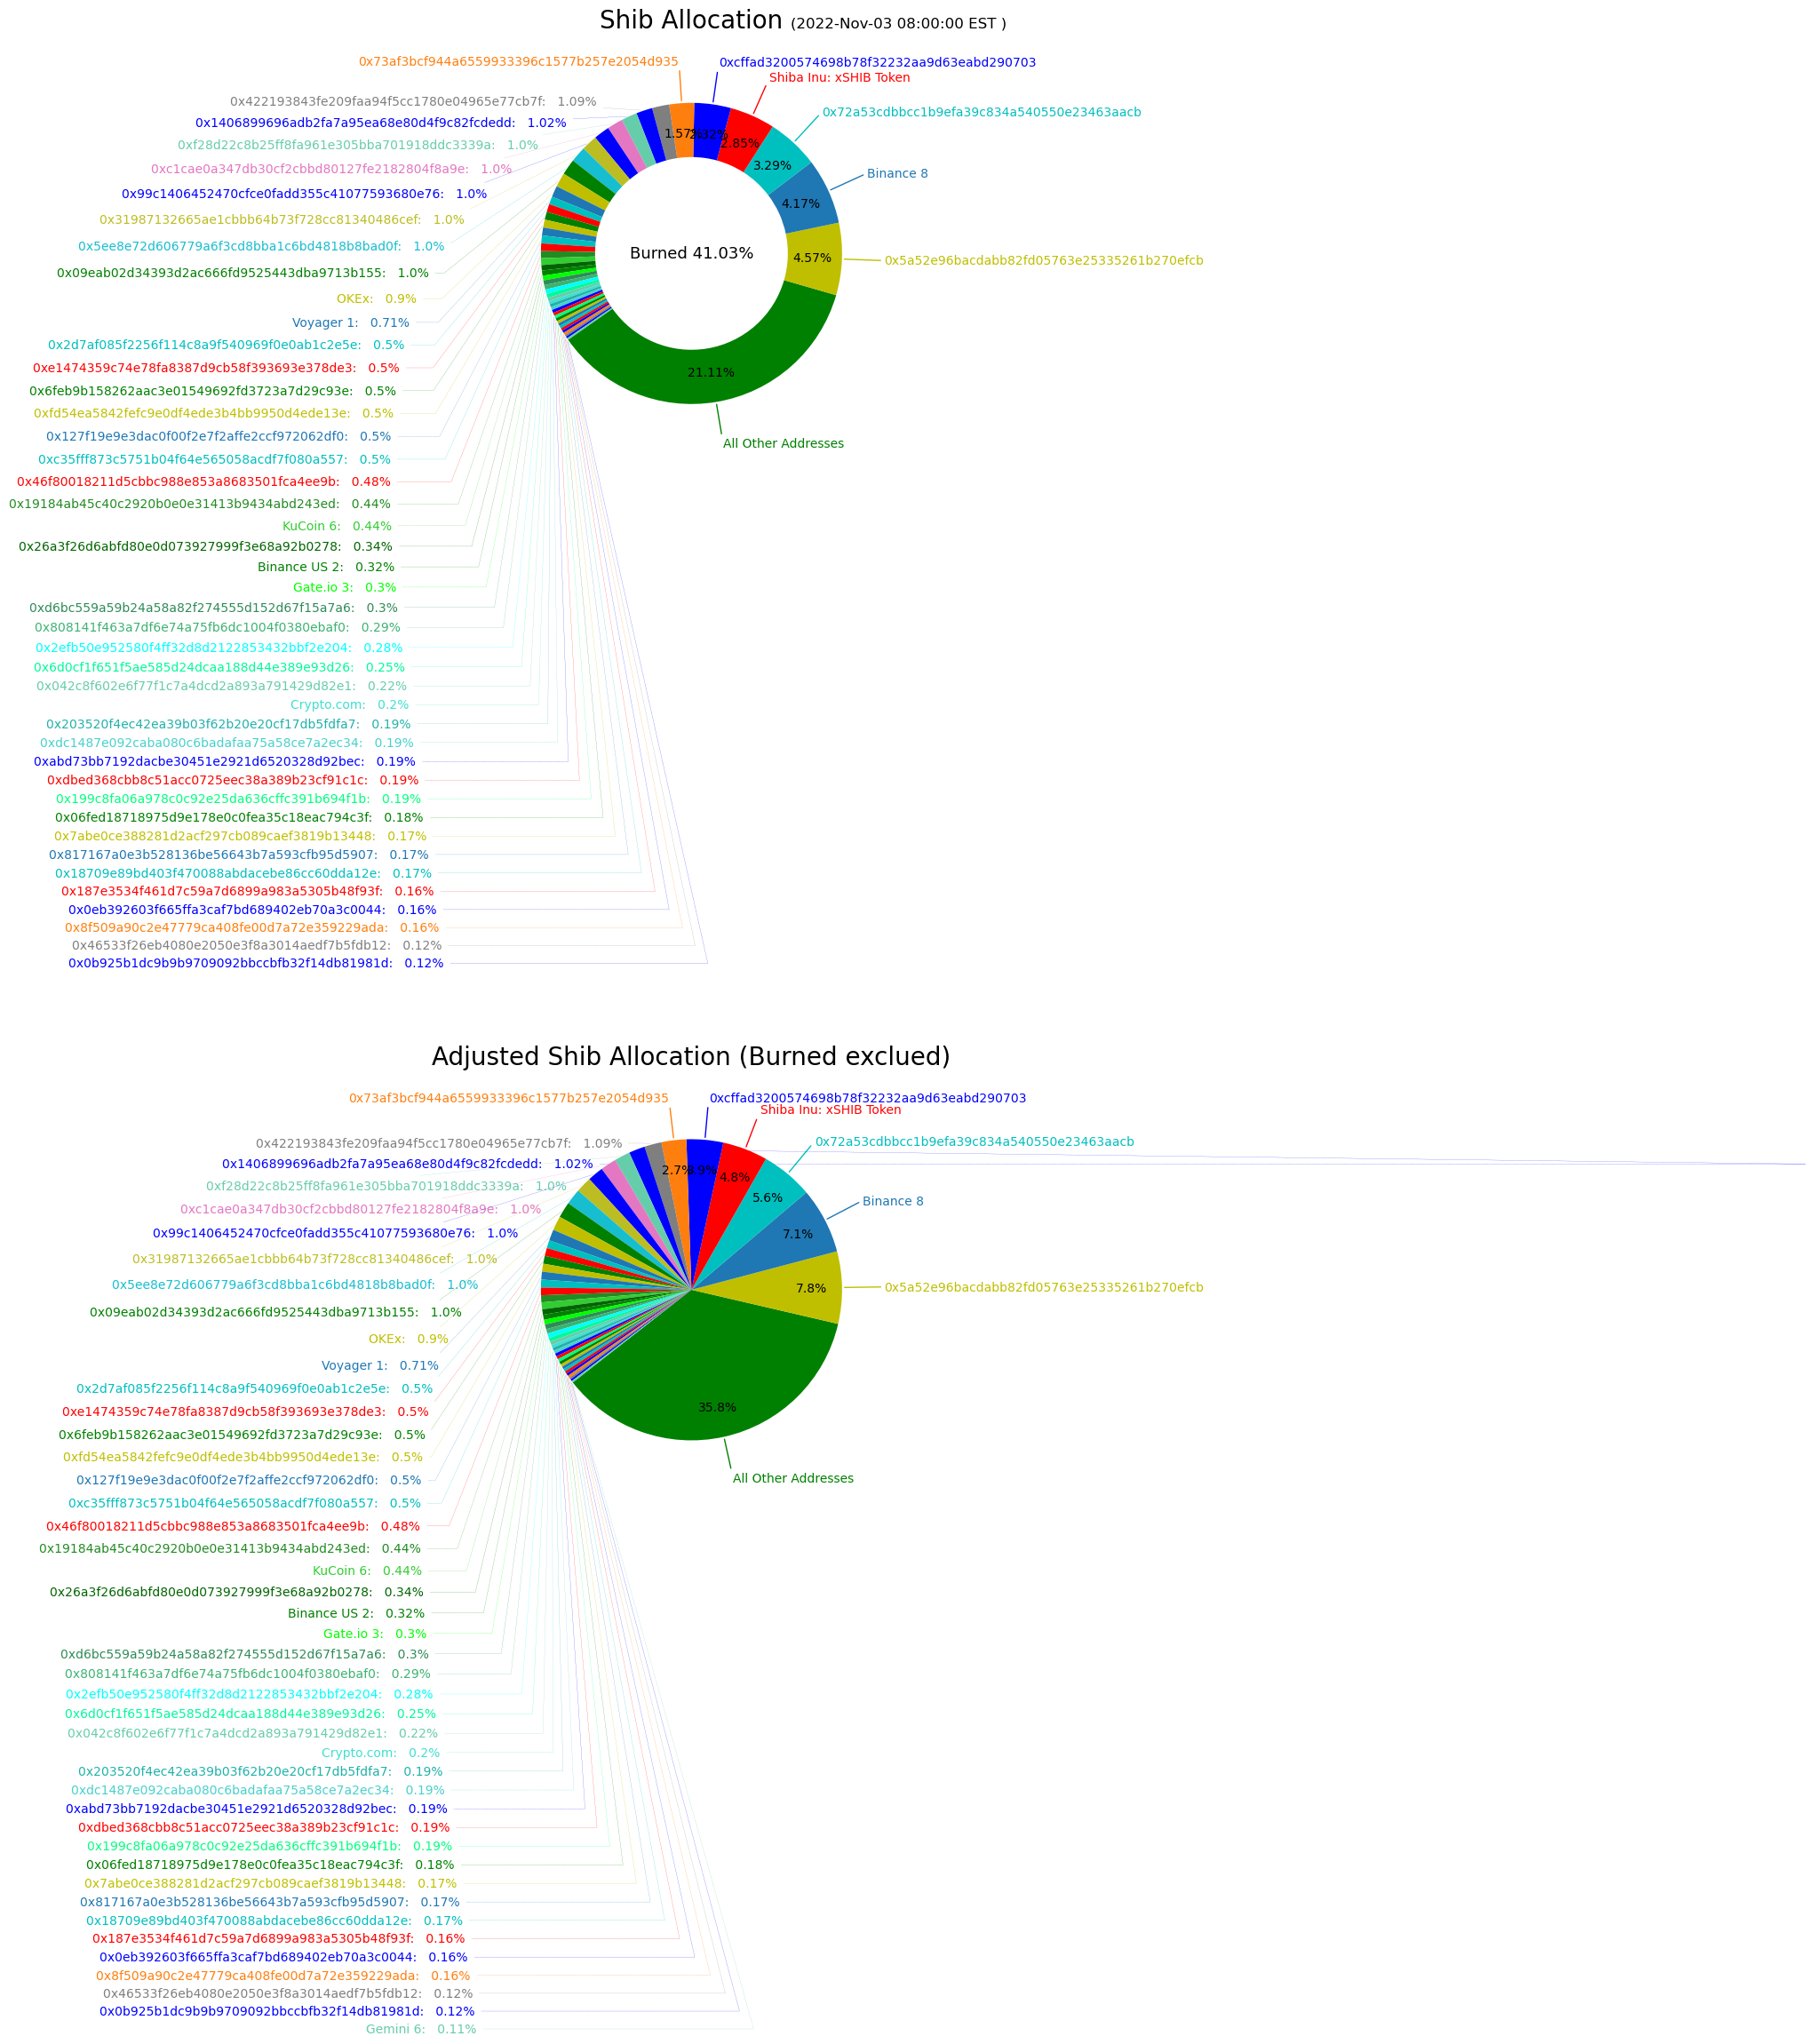 Shib Allocation (2022-Nov-03 08:00:00 EST )
0x73af3bcf944a6559933396c1577b257e2054d935
0xcffad3200574698b78f32232aa9d63eabd290703
Shiba Inu: xSHIB Token
0x422193843fe209faa94f5cc1780e04965e77cb7f: 1.09%
0x72a53cdbbcc1b9efa39c834a540550e23463aacb
0x1406899696adb2fa7a95ea68e80d4f9c82fcdedd: 1.02%
1.57%
2.32%
2.85%
0xf28d22c8b25ff8fa961e305bba701918ddc3339a: 1.0%
3.29%
0xc1cae0a347db30cf2cbbd80127fe2182804f8a9e: 1.0%
Binance 8
0x99c1406452470cfce0fadd355c41077593680e76: 1.0%
4.17%
0x31987132665ae1cbbb64b73f728cc81340486cef: 1.0%
0x5ee8e72d606779a6f3cd8bba1c6bd4818b8bad0f: 1.0%
Burned 41.03%
4.57%
0x5a52e96bacdabb82fd05763e25335261b270efcb
0x09eab02d34393d2ac666fd9525443dba9713b155: 1.0%
OKEx: 0.9%
Voyager 1: 0.71%
0x2d7af085f2256f114c8a9f540969f0e0ab1c2e5e: 0.5%
0xe1474359c74e78fa8387d9cb58f393693e378de3: 0.5%
21.11%
0x6feb9b158262aac3e01549692fd3723a7d29c93e: 0.5%
0xfd54ea5842fefc9e0df4ede3b4bb9950d4ede13e: 0.5%
0x127f19e9e3dac0f00f2e7f2affe2ccf972062df0: 0.5%
All Other Addresses
0xc35fff873c5751b04f64e565058acdf7f080a557: 0.5%
0x46f80018211d5cbbc988e853a8683501fca4ee9b: 0.48%
0x19184ab45c40c2920b0e0e31413b9434abd243ed: 0.44%
KuCoin 6: 0.44%
0x26a3f26d6abfd80e0d073927999f3e68a92b0278: 0.34%
Binance US 2: 0.32%
Gate.io 3: 0.3%
0xd6bc559a59b24a58a82f274555d152d67f15a7a6: 0.3%
0x808141f463a7df6e74a75fb6dc1004f0380ebaf0: 0.29%
0x2efb50e952580f4ff32d8d2122853432bbf2e204: 0.28%
0x6d0cf1f651f5ae585d24dcaa188d44e389e93d26: 0.25%
0x042c8f602e6f77f1c7a4dcd2a893a791429d82e1: 0.22%
Crypto.com: 0.2%
0x203520f4ec42ea39b03f62b20e20cf17db5fdfa7: 0.19%
0xdc1487e092caba080c6badafaa75a58ce7a2ec34: 0.19%
0xabd73bb7192dacbe30451e2921d6520328d92bec: 0.19%
0xdbed368cbb8c51acc0725eec38a389b23cf91c1c: 0.19%
0x199c8fa06a978c0c92e25da636cffc391b694f1b: 0.19%
0x06fed18718975d9e178e0c0fea35c18eac794c3f: 0.18%
0x7abe0ce388281d2acf297cb089caef3819b13448: 0.17%
0x817167a0e3b528136be56643b7a593cfb95d5907: 0.17%
0x18709e89bd403f470088abdacebe86cc60dda12e: 0.17%
0x187e3534f461d7c59a7d6899a983a5305b48f93f: 0.16%
0x0eb392603f665ffa3caf7bd689402eb70a3c0044: 0.16%
0x8f509a90c2e47779ca408fe00d7a72e359229ada: 0.16%
0x46533f26eb4080e2050e3f8a3014aedf7b5fdb12: 0.12%
0x0b925b1dc9b9b9709092bbccbfb32f14db81981d: 0.12%
Adjusted Shib Allocation (Burned exclued)
0x73af3bcf944a6559933396c1577b257e2054d935
0xcffad3200574698b78f32232aa9d63eabd290703
Shiba Inu: xSHIB Token
0x422193843fe209faa94f5cc1780e04965e77cb7f: 1.09%
0x72a53cdbbcc1b9efa39c834a540550e23463aacb
0x1406899696adb2fa7a95ea68e80d4f9c82fcdedd: 1.02%
2.7%
3.9%
4.8%
0xf28d22c8b25ff8fa961e305bba701918ddc3339a: 1.0%
5.6%
0xc1cae0a347db30cf2cbbd80127fe2182804f8a9e: 1.0%
Binance 8
0x99c1406452470cfce0fadd355c41077593680e76: 1.0%
7.1%
0x31987132665ae1cbbb64b73f728cc81340486cef: 1.0%
0x5ee8e72d606779a6f3cd8bba1c6bd4818b8bad0f: 1.0%
7.8%
0x5a52e96bacdabb82fd05763e25335261b270efcb
0x09eab02d34393d2ac666fd9525443dba9713b155: 1.0%
OKEx: 0.9%
Voyager 1: 0.71%
0x2d7af085f2256f114c8a9f540969f0e0ab1c2e5e: 0.5%
35.8%
0xe1474359c74e78fa8387d9cb58f393693e378de3: 0.5%
0x6feb9b158262aac3e01549692fd3723a7d29c93e: 0.5%
0xfd54ea5842fefc9e0df4ede3b4bb9950d4ede13e: 0.5%
All Other Addresses
0x127f19e9e3dac0f00f2e7f2affe2ccf972062df0: 0.5%
0xc35fff873c5751b04f64e565058acdf7f080a557: 0.5%
0x46f80018211d5cbbc988e853a8683501fca4ee9b: 0.48%
0x19184ab45c40c2920b0e0e31413b9434abd243ed: 0.44%
KuCoin 6: 0.44%
0x26a3f26d6abfd80e0d073927999f3e68a92b0278: 0.34%
Binance US 2: 0.32%
Gate.io 3: 0.3%
0xd6bc559a59b24a58a82f274555d152d67f15a7a6: 0.3%
0x808141f463a7df6e74a75fb6dc1004f0380ebaf0: 0.29%
0x2efb50e952580f4ff32d8d2122853432bbf2e204: 0.28%
0x6d0cf1f651f5ae585d24dcaa188d44e389e93d26: 0.25%
0x042c8f602e6f77f1c7a4dcd2a893a791429d82e1: 0.22%
Crypto.com: 0.2%
0x203520f4ec42ea39b03f62b20e20cf17db5fdfa7: 0.19%
0xdc1487e092caba080c6badafaa75a58ce7a2ec34: 0.19%
0xabd73bb7192dacbe30451e2921d6520328d92bec: 0.19%
0xdbed368cbb8c51acc0725eec38a389b23cf91c1c: 0.19%
0x199c8fa06a978c0c92e25da636cffc391b694f1b: 0.19%
0x06fed18718975d9e178e0c0fea35c18eac794c3f: 0.18%
0x7abe0ce388281d2acf297cb089caef3819b13448: 0.17%
0x817167a0e3b528136be56643b7a593cfb95d5907: 0.17%
0x18709e89bd403f470088abdacebe86cc60dda12e: 0.17%
0x187e3534f461d7c59a7d6899a983a5305b48f93f: 0.16%
0x0eb392603f665ffa3caf7bd689402eb70a3c0044: 0.16%
0x8f509a90c2e47779ca408fe00d7a72e359229ada: 0.16%
0x46533f26eb4080e2050e3f8a3014aedf7b5fdb12: 0.12%
0x0b925b1dc9b9b9709092bbccbfb32f14db81981d: 0.12%
Gemini 6: 0.11%